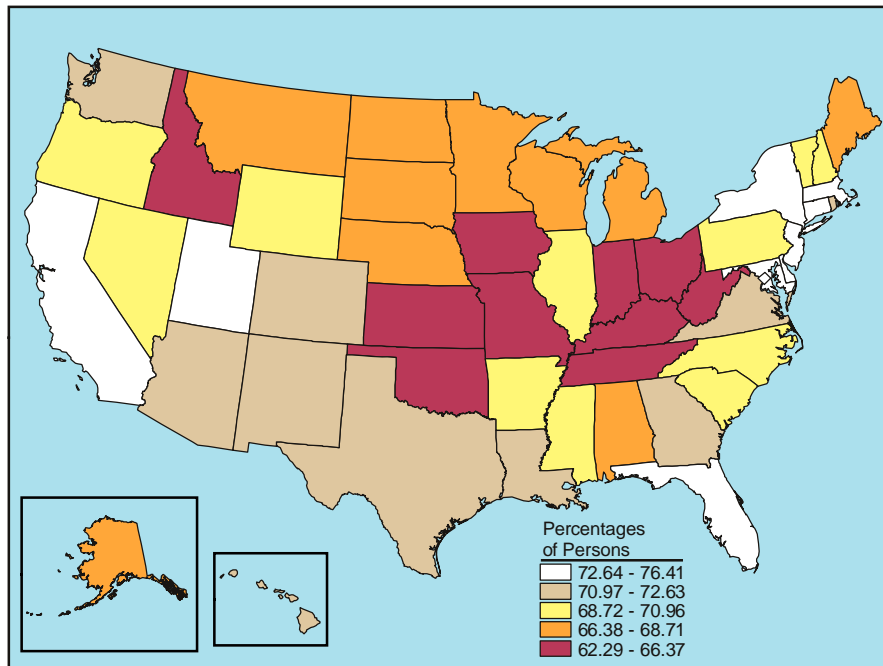 Percentages
of Persons
72.64 - 76.41
70.97 - 72.63
68.72 - 70.96
66.38 - 68.71
62.29 - 66.37